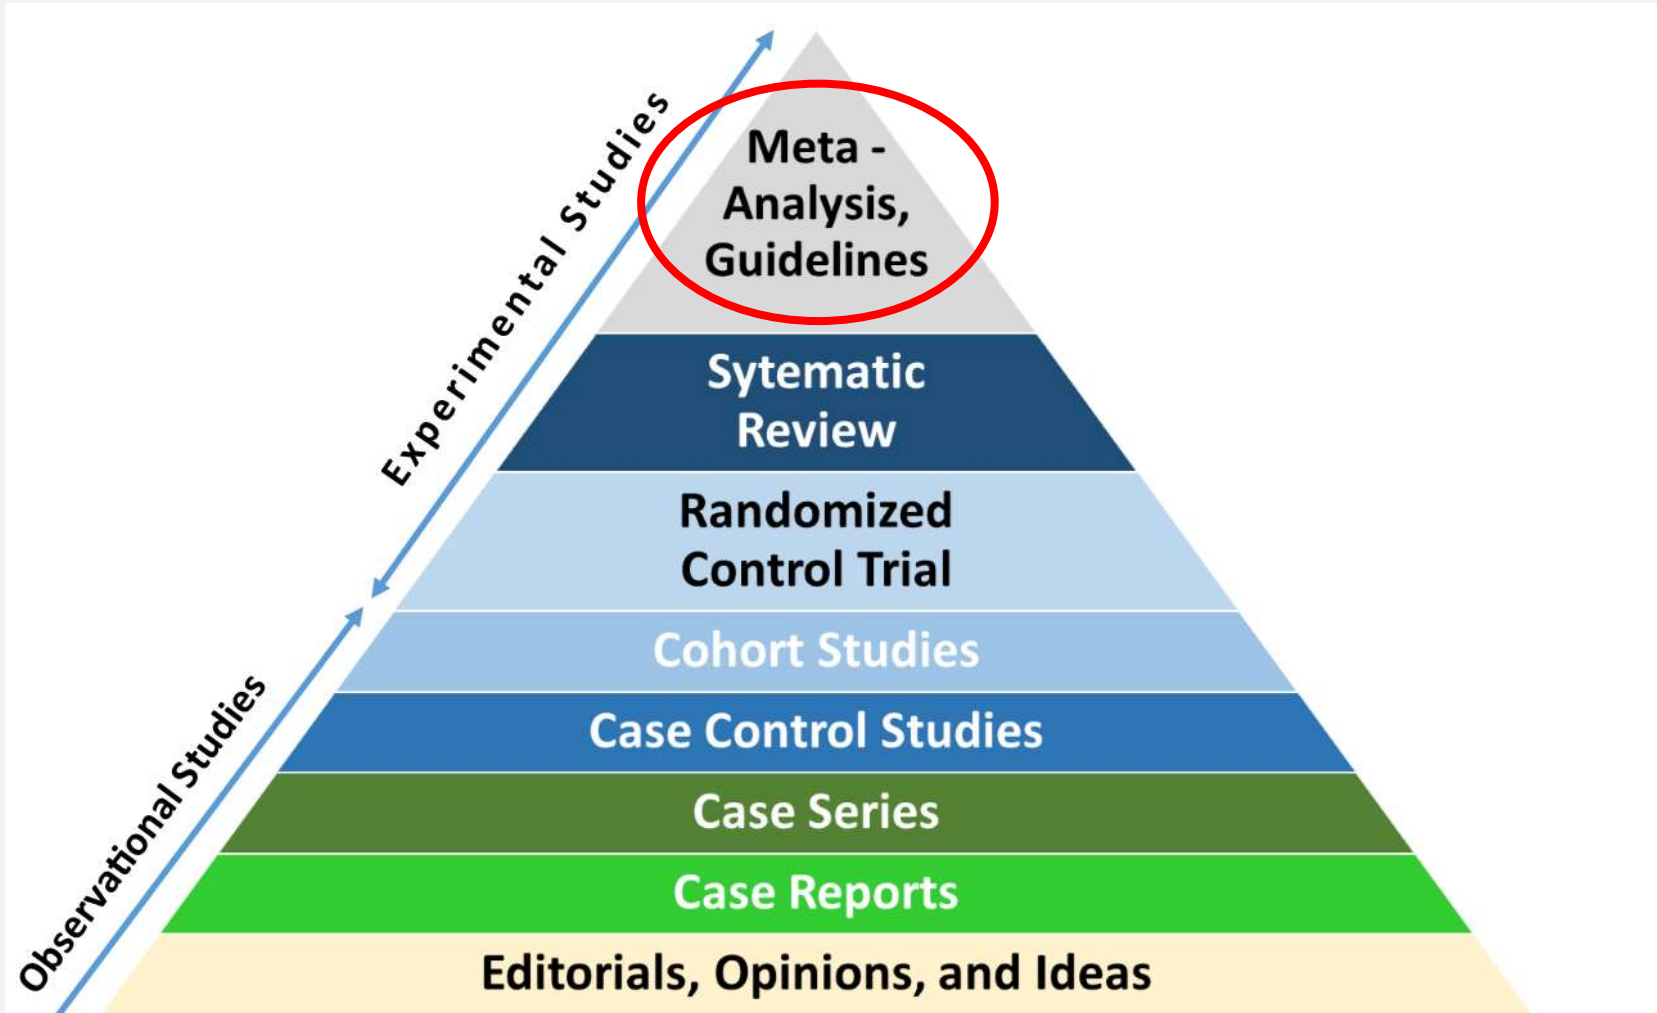 Experimental Studies
Observational Studies
Meta -
Analysis,
Guidelines
Sytematic
Review
Randomized
Control Trial
Cohort Studies
Case Control Studies
Case Series
Case Reports
Editorials, Opinions, and Ideas